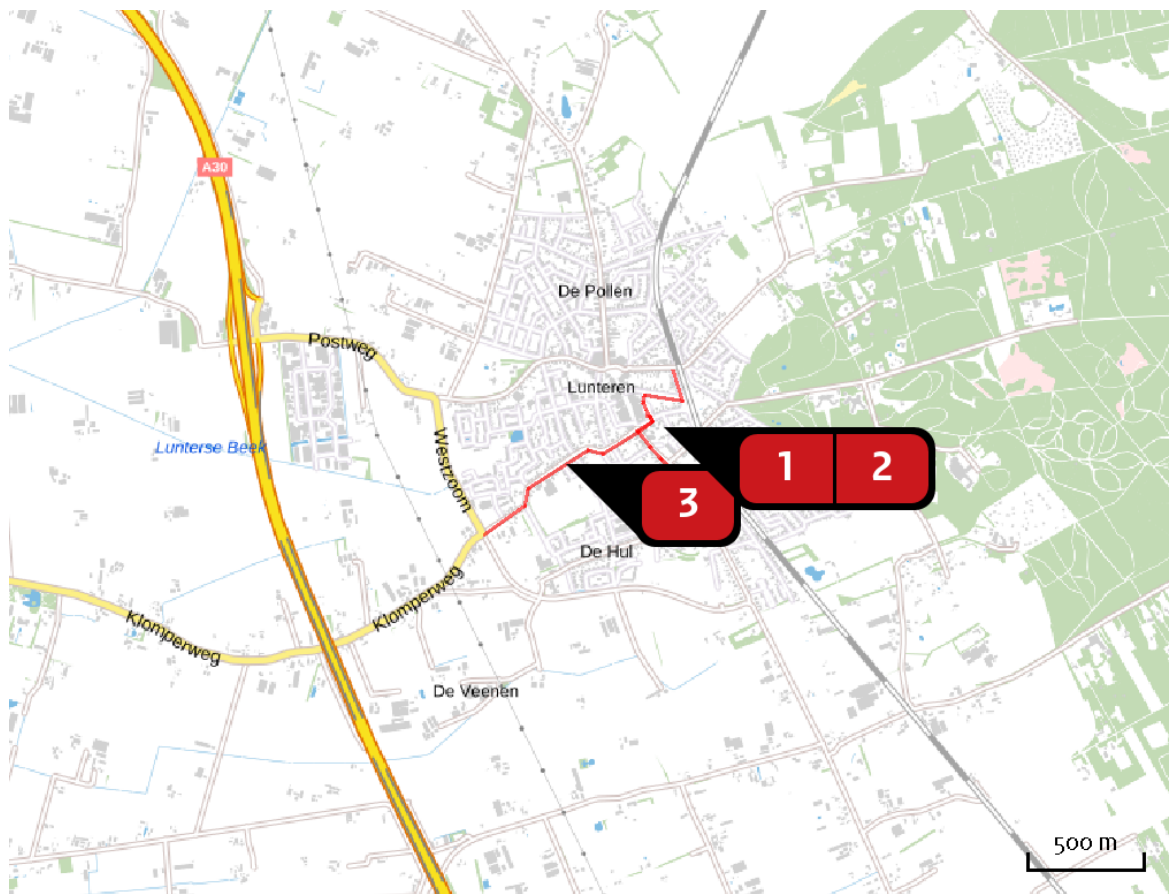 A30
De Pollen
Postweg
Lunteren
Lunterse Beek
Westzoom
1
2
3
De Hul
Klomperweg
Klomperweg
De Veenen
500 m